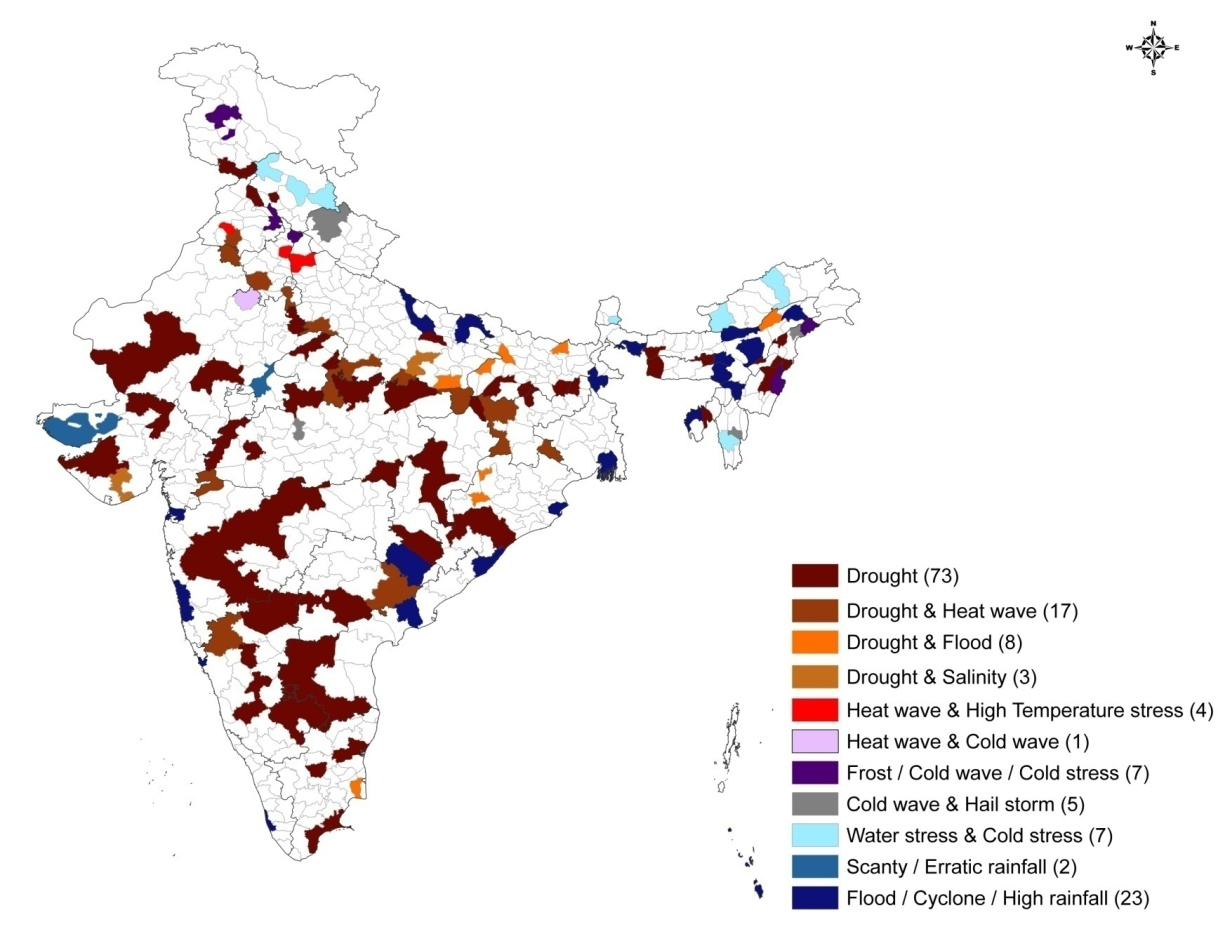 N
W E
S
Drought (73)
Drought & Heat wave (17)
Drought & Flood (8)
Drought & Salinity (3)
Heat wave & High Temperature stress (4)
Heat wave & Cold wave (1)
Frost / Cold wave / Cold stress (7)
Cold wave & Hail storm (5)
Water stress & Cold stress (7)
Scanty / Erratic rainfall (2)
Flood / Cyclone / High rainfall (23)